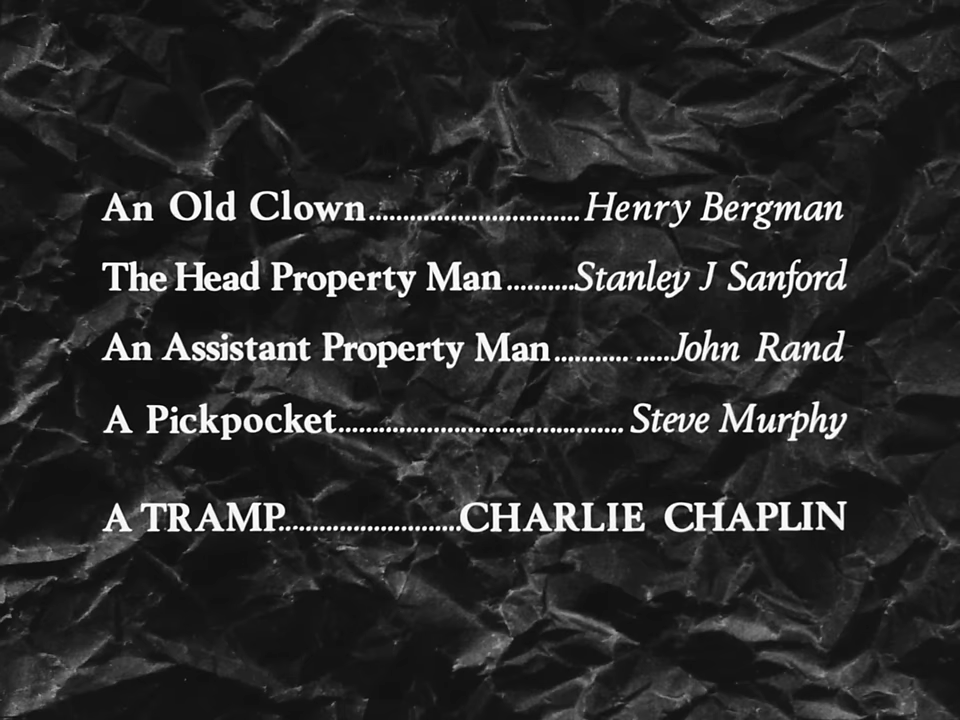 An Old Clown..............................Henry Bergman
The Head Property Man..........Stanley J Sanford
An Assistant Property Man........... .....John Rand
A Pickpocket.........................................Steve Murphy
A TRAMP..........................CHARLIE CHAPLIN